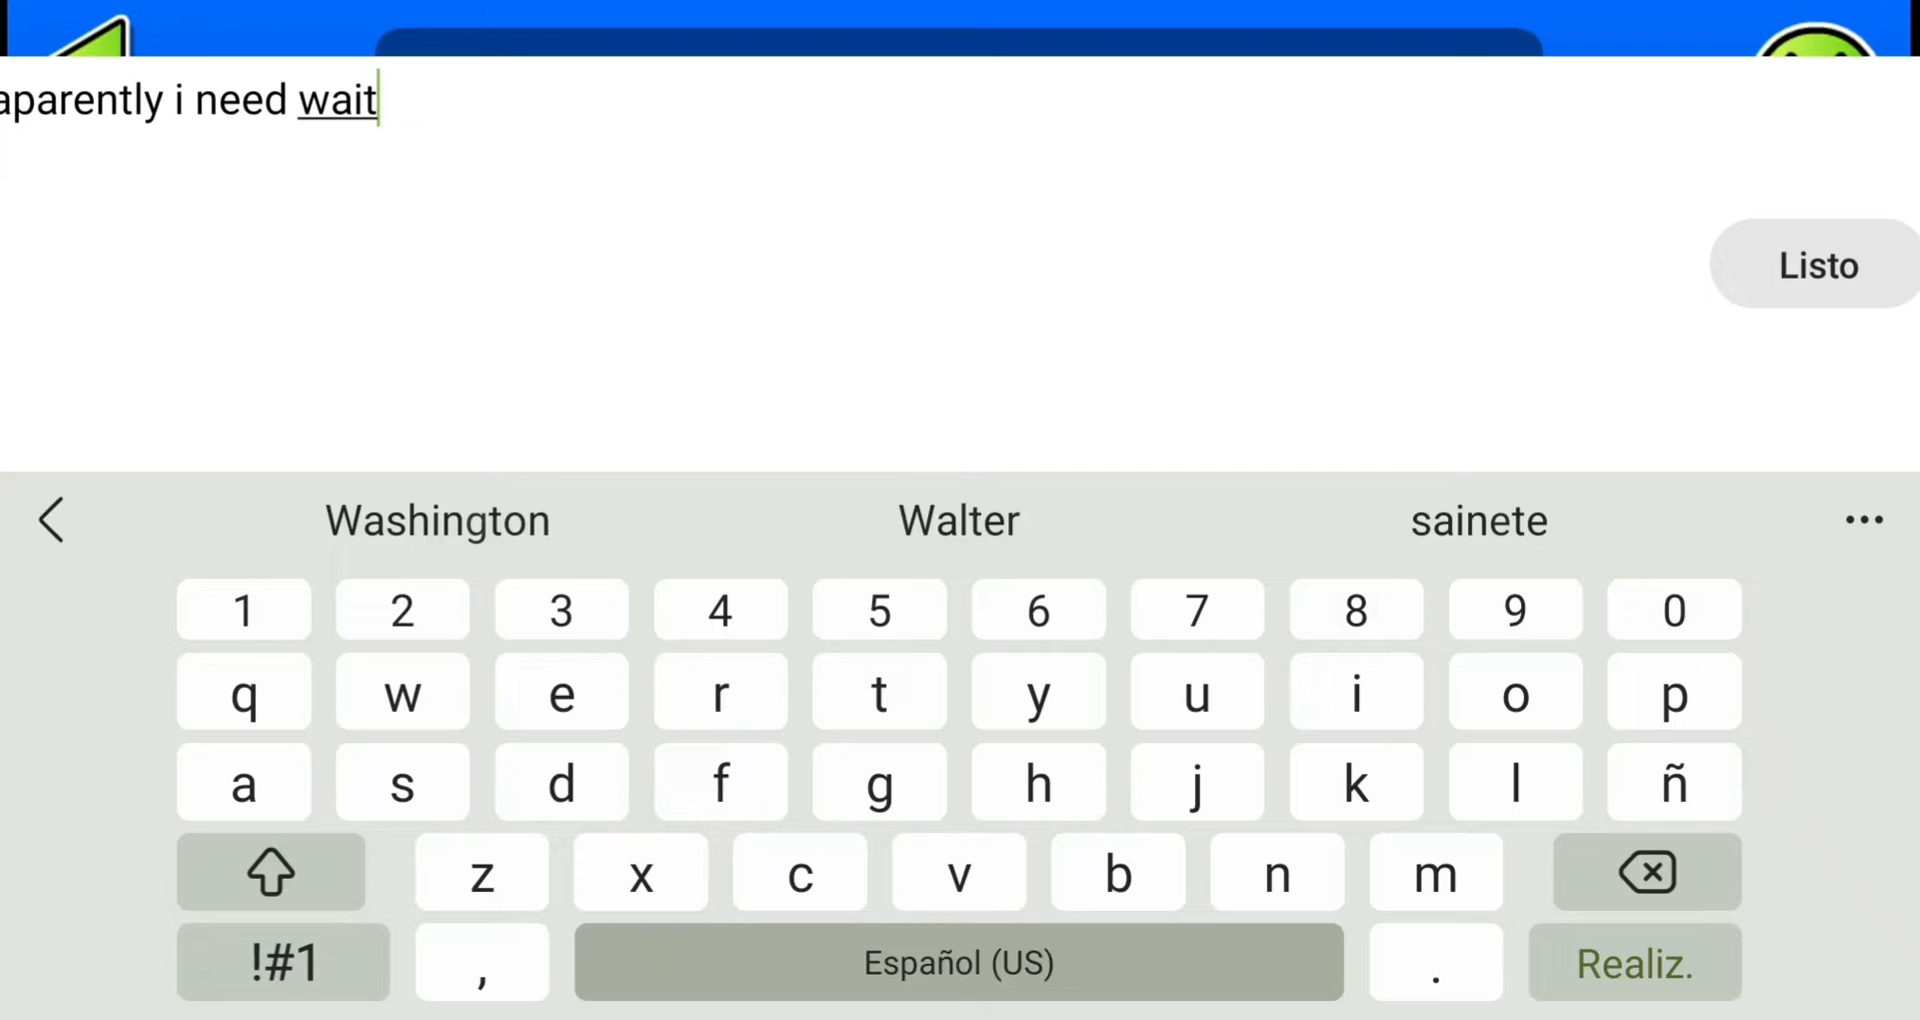 aparently i need wait
Listo
Washington Walter sainete ...
1 2 3 4 5 6 7 8 9 0
q w e r t y u i o p
a s d f g h j k l ñ
z x c v b n m
!#1 , Español (US) . Realiz.